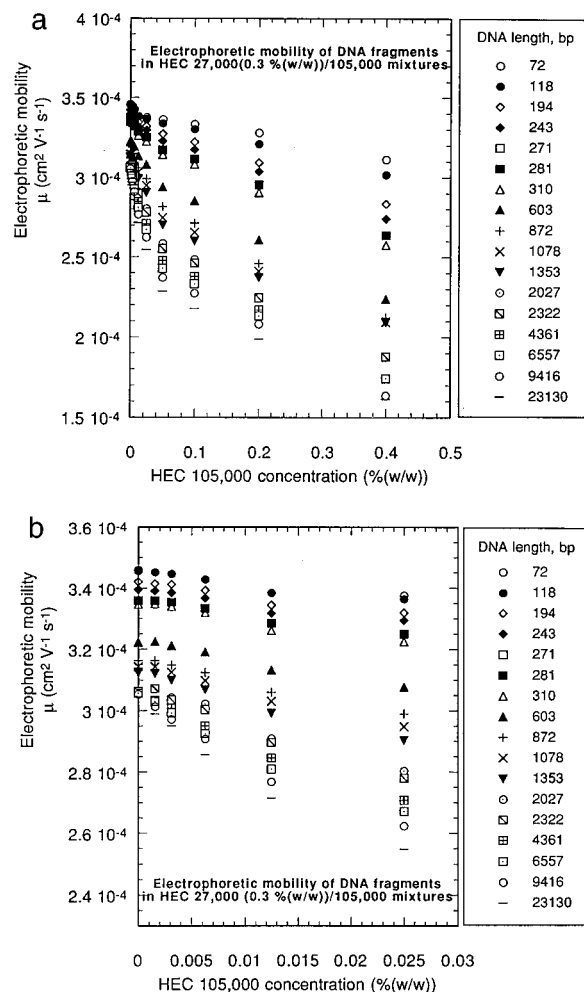 a
Electrophoretic mobility of DNA fragments
in HEC 27,000(0.3 %(w/w))/105,000 mixtures
Electrophoretic mobility
μ (cm2 V-1 s-1)
4 10-4
3.5 10-4
3 10-4
2.5 10-4
2 10-4
1.5 10-4
0 0.1 0.2 0.3 0.4 0.5
HEC 105,000 concentration (%(w/w))
DNA length, bp
72
118
194
243
271
281
310
603
872
1078
1353
2027
2322
4361
6557
9416
23130
b
3.6 10-4
3.4 10-4
3.2 10-4
3.0 10-4
2.8 10-4
2.6 10-4
2.4 10-4
Electrophoretic mobility
μ (cm2 V-1 s-1)
Electrophoretic mobility of DNA fragments
in HEC 27,000 (0.3 %(w/w))/105,000 mixtures
0 0.005 0.01 0.015 0.02 0.025 0.03
HEC 105,000 concentration (%(w/w))
DNA length, bp
72
118
194
243
271
281
310
603
872
1078
1353
2027
2322
4361
6557
9416
23130